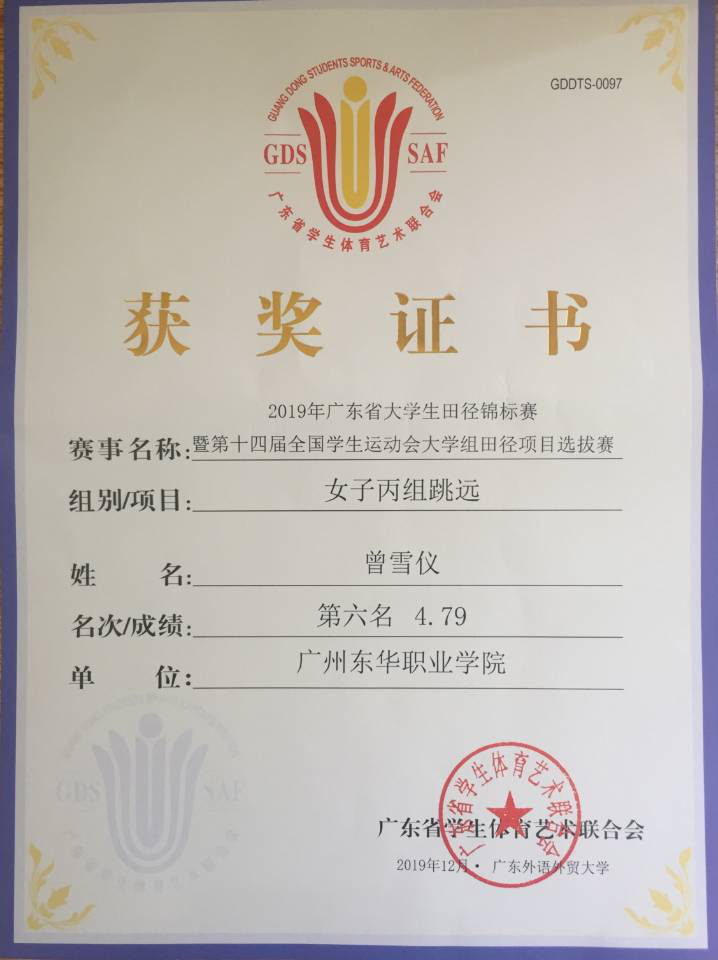 GDDTS-0097
GUANG DONG STUDENTS SPORTS & ARTS FEDERATION
GDS SAF
广东省学生体育艺术联合会
获奖证书
2019年广东省大学生田径锦标赛
赛事名称:暨第十四届全国学生运动会大学组田径项目选拔赛
组别/项目:女子丙组跳远
姓 名:曾雪仪
名次/成绩:第六名 4.79
单 位:广州东华职业学院
GDS SAF
广东省学生体育艺术联合会
广东省学生体育艺术联合会
2019年12月·广东外语外贸大学